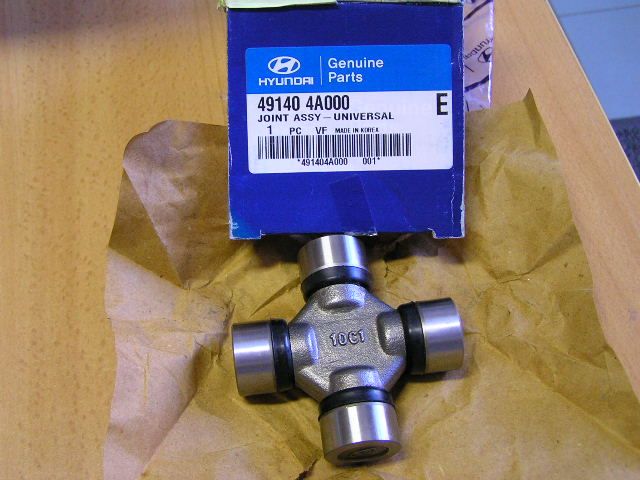 HYUNDAI
Genuine
Parts
49140 4A000
E
JOINT ASSY-UNIVERSAL
1 PC VF MADE IN KOREA
*491404A000 001*
10C1